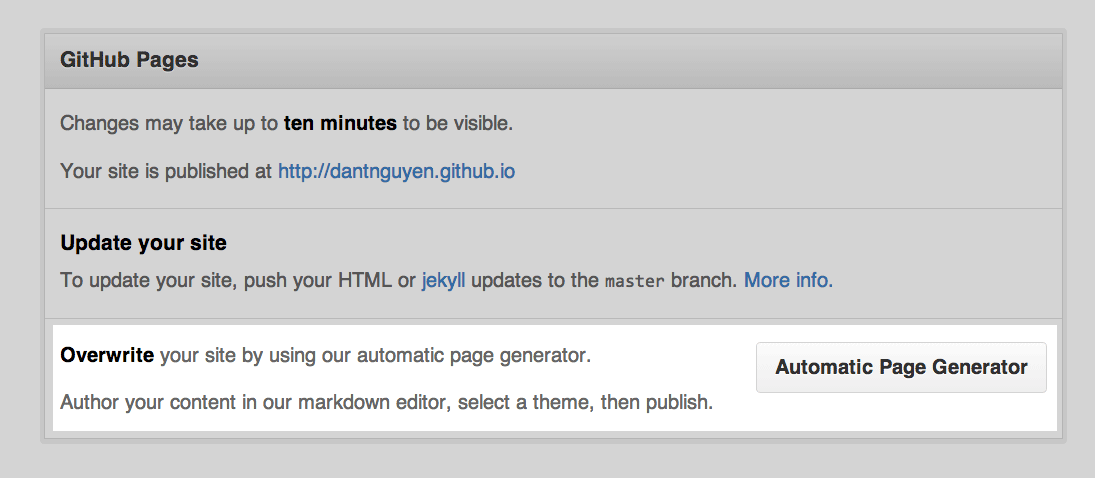 GitHub Pages
Changes may take up to ten minutes to be visible.
Your site is published at http://dantnguyen.github.io
Update your site
To update your site, push your HTML or jekyll updates to the master branch. More info.
Overwrite your site by using our automatic page generator.
Automatic Page Generator
Author your content in our markdown editor, select a theme, then publish.